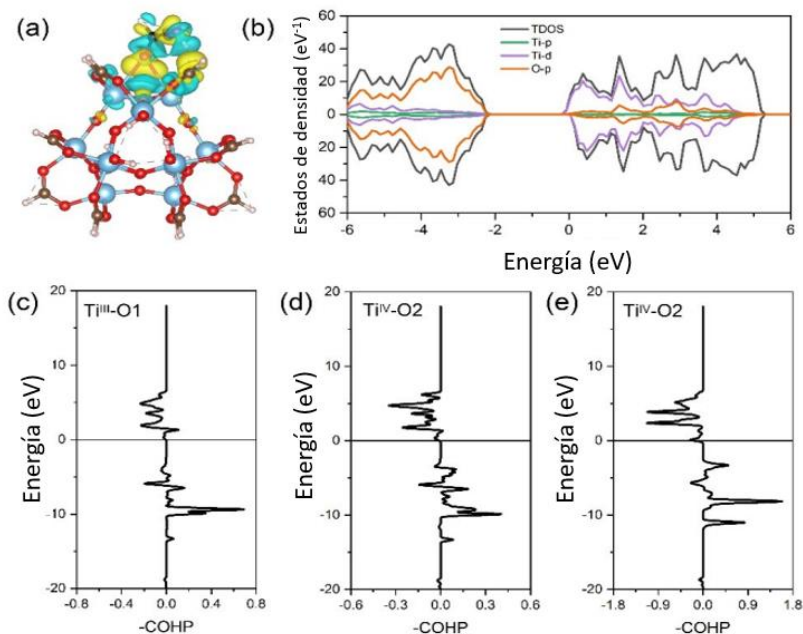 (a)
(b)
Estados de densidad (eV⁻¹)
60
40
20
0
20
40
60
TDOS
Ti-p
Ti-d
O-p
-6
-4
-2
0
2
4
6
Energía (eV)
(c)
Tiᴵᴵᴵ-O1
Energía (eV)
20
10
0
-10
-20
-0.8
-0.4
0.0
0.4
0.8
-COHP
(d)
Tiᴵⱽ-O2
Energía (eV)
20
10
0
-10
-20
-0.6
-0.3
0.0
0.3
0.6
-COHP
(e)
Tiᴵⱽ-O2
Energía (eV)
20
10
0
-10
-20
-1.8
-0.9
0.0
0.9
1.8
-COHP